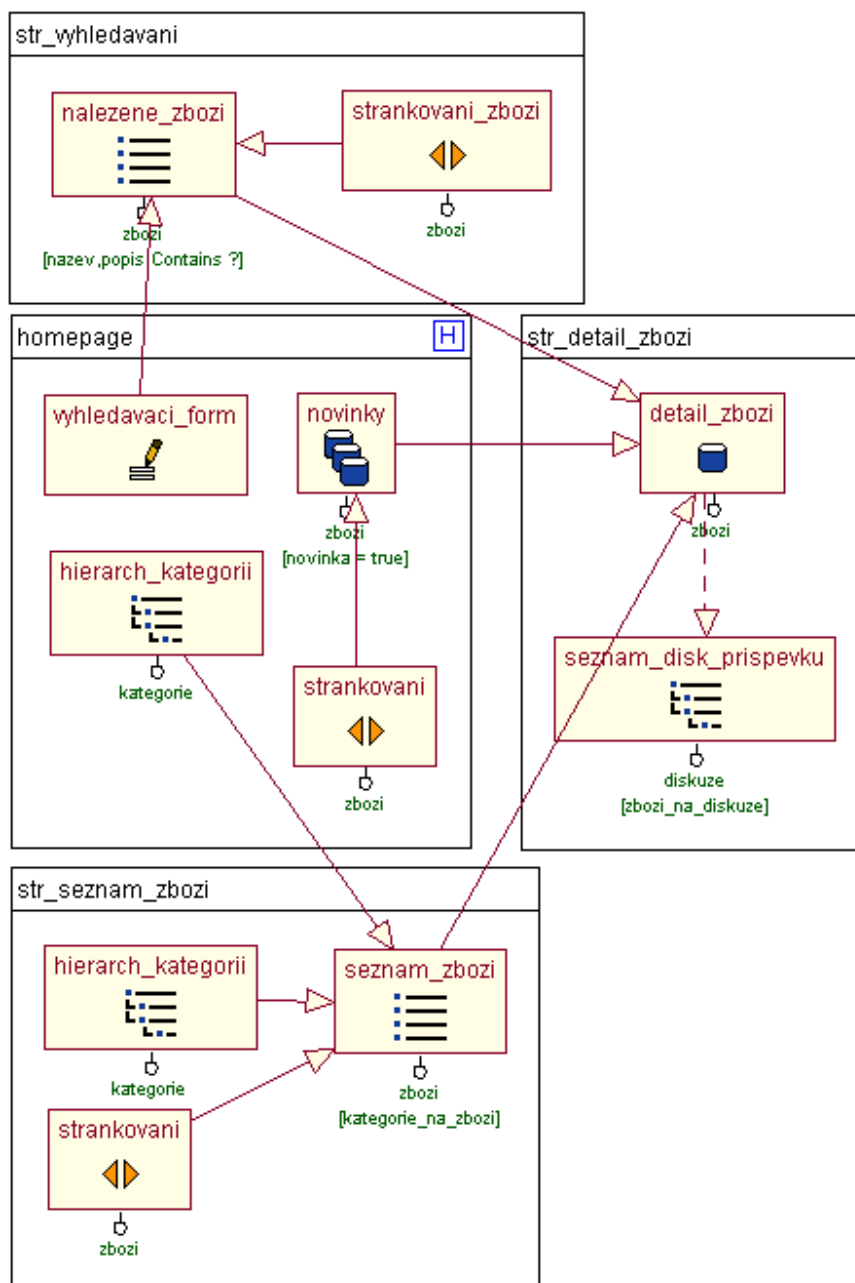 str_vyhledavani
nalezene_zbozi
strankovani_zbozi
zbozi
[nazev,popis Contains ?]
zbozi
homepage
H
vyhledavaci_form
novinky
zbozi
[novinka = true]
hierarch_kategorii
kategorie
strankovani
zbozi
str_detail_zbozi
detail_zbozi
zbozi
seznam_disk_prispevku
diskuze
[zbozi_na_diskuze]
str_seznam_zbozi
hierarch_kategorii
kategorie
seznam_zbozi
zbozi
[kategorie_na_zbozi]
strankovani
zbozi